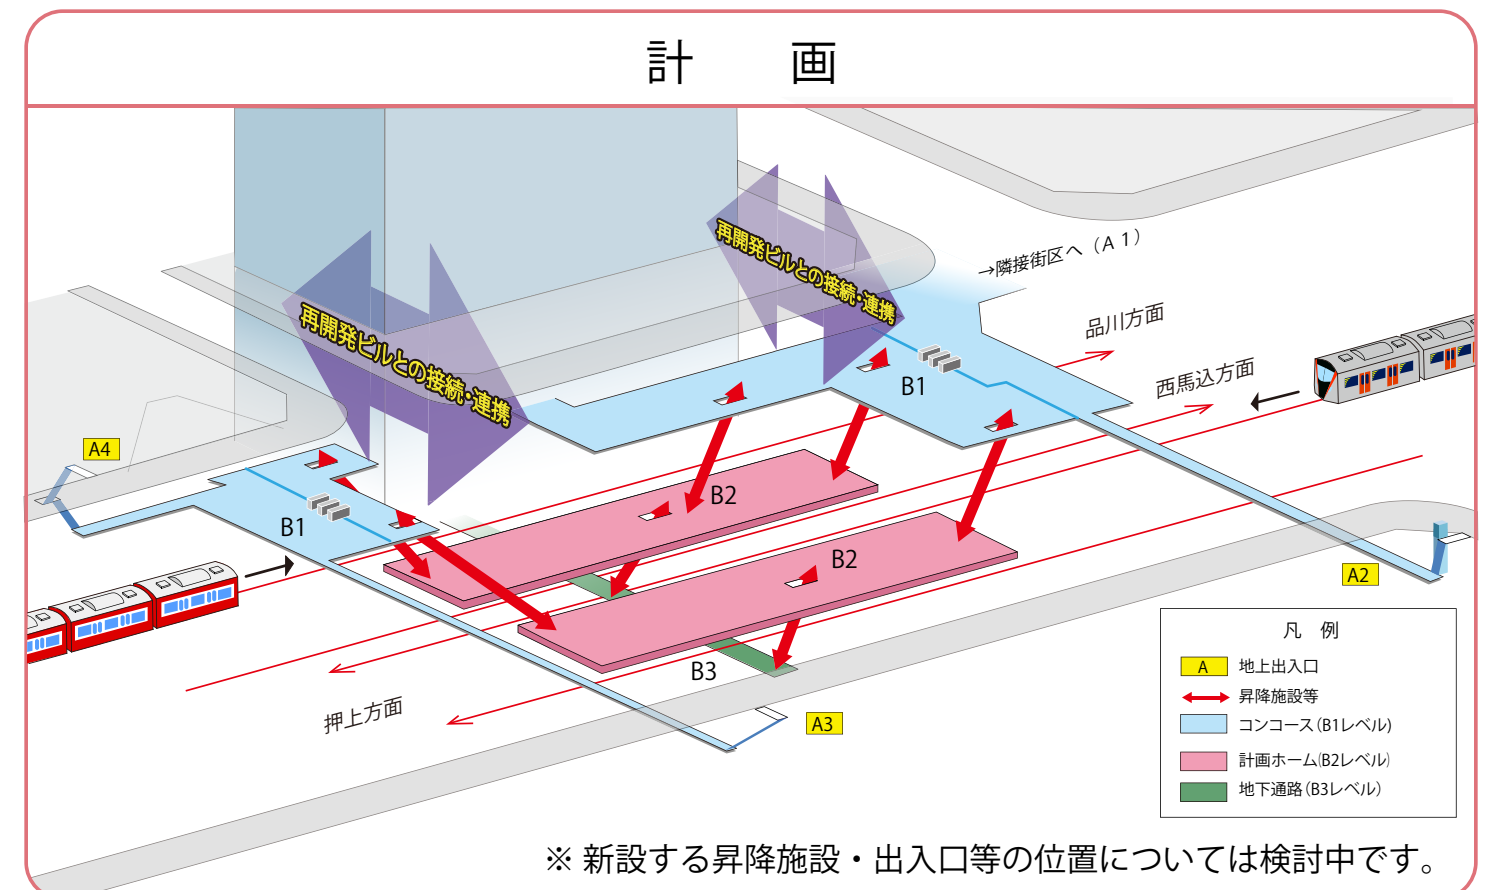 計　画
再開発ビルとの接続・連携
→隣接街区へ（A 1）
品川方面
再開発ビルとの接続・連携
西馬込方面
B1
A4
B2
B1
B2
A2
B3
押上方面
A3
凡 例
A 地上出入口
昇降施設等
コンコース（B1レベル）
計画ホーム（B2レベル）
地下通路（B3レベル）
※ 新設する昇降施設・出入口等の位置については検討中です。